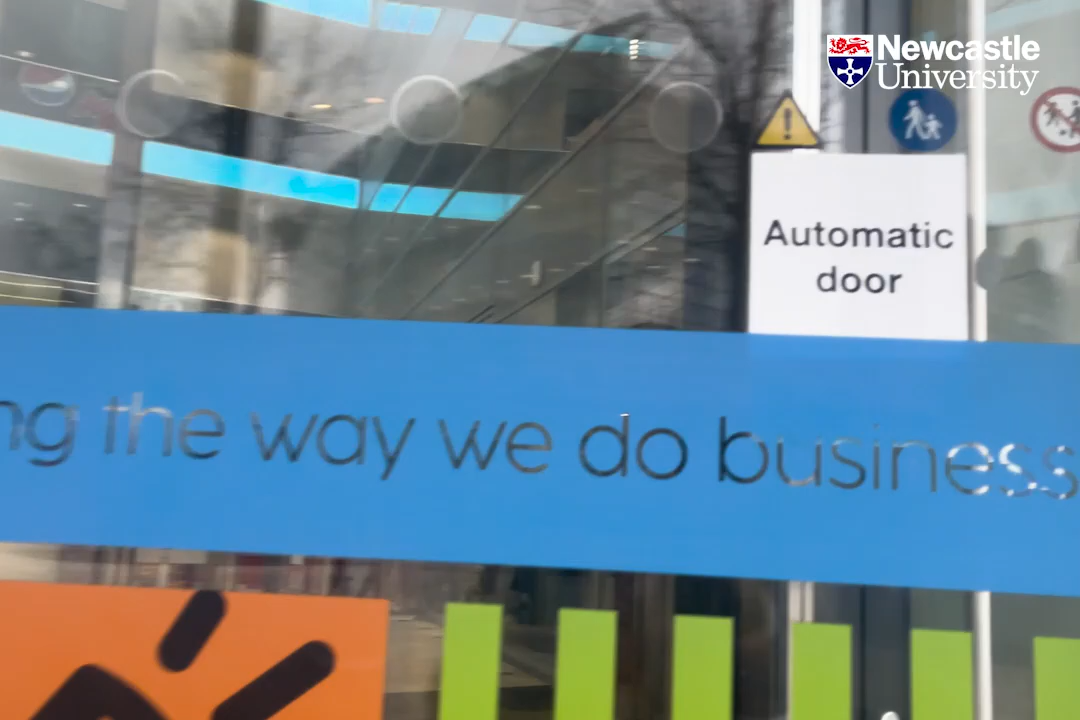 Newcastle
University
Automatic
door
ng the way we do business